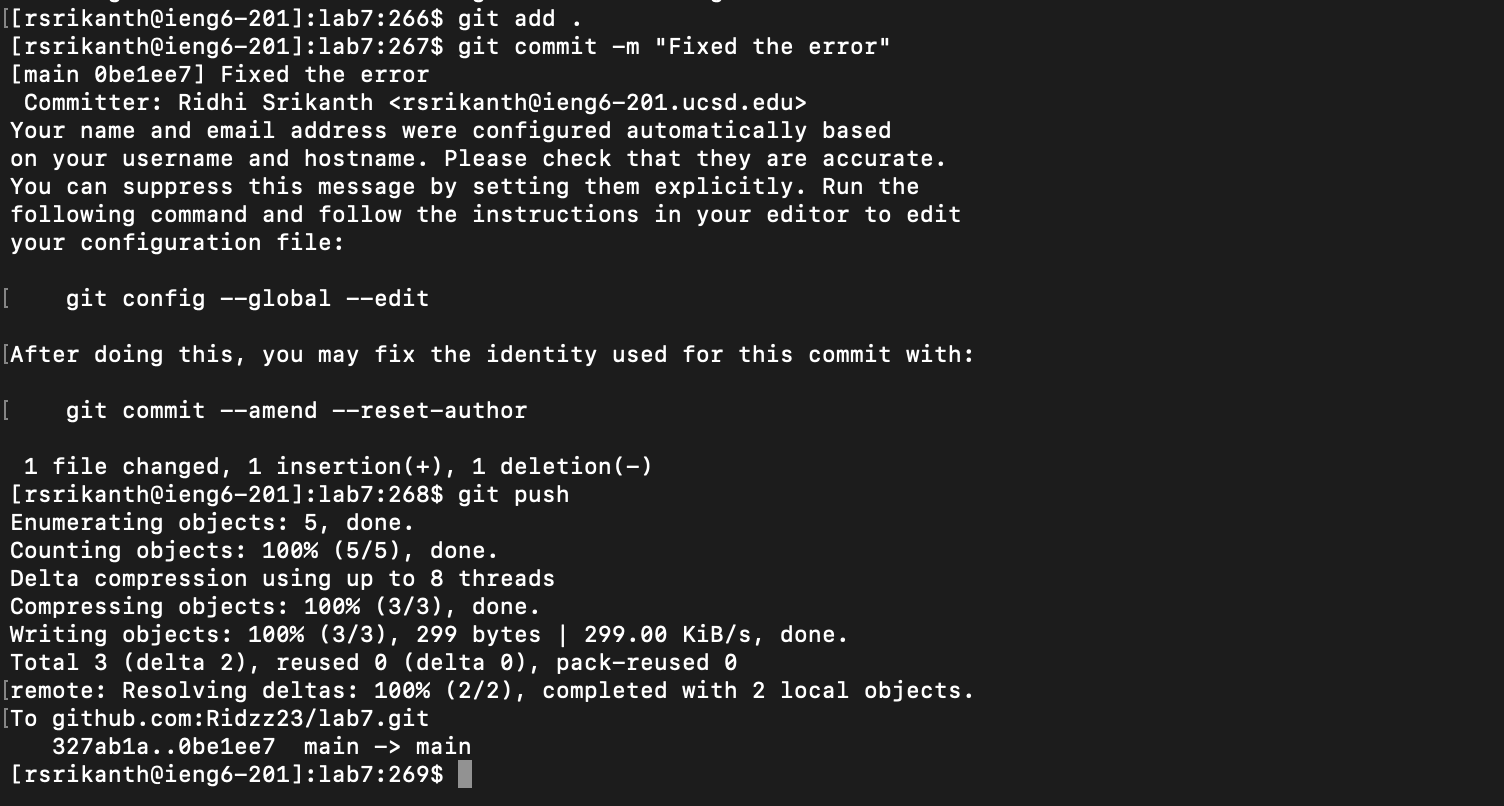 [[rsrikanth@ieng6-201]:lab7:266$ git add .
[rsrikanth@ieng6-201]:lab7:267$ git commit -m "Fixed the error"
[main 0be1ee7] Fixed the error
 Committer: Ridhi Srikanth <rsrikanth@ieng6-201.ucsd.edu>
Your name and email address were configured automatically based
on your username and hostname. Please check that they are accurate.
You can suppress this message by setting them explicitly. Run the
following command and follow the instructions in your editor to edit
your configuration file:
[    git config --global --edit
[After doing this, you may fix the identity used for this commit with:
[    git commit --amend --reset-author
 1 file changed, 1 insertion(+), 1 deletion(-)
[rsrikanth@ieng6-201]:lab7:268$ git push
Enumerating objects: 5, done.
Counting objects: 100% (5/5), done.
Delta compression using up to 8 threads
Compressing objects: 100% (3/3), done.
Writing objects: 100% (3/3), 299 bytes | 299.00 KiB/s, done.
Total 3 (delta 2), reused 0 (delta 0), pack-reused 0
[remote: Resolving deltas: 100% (2/2), completed with 2 local objects.
[To github.com:Ridzz23/lab7.git
   327ab1a..0be1ee7  main -> main
[rsrikanth@ieng6-201]:lab7:269$